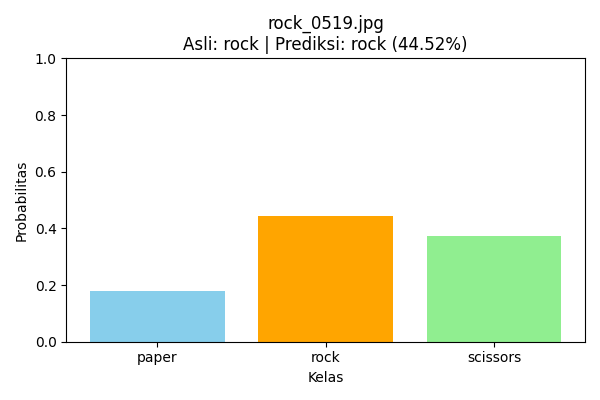 rock_0519.jpg
Asli: rock | Prediksi: rock (44.52%)
1.0
0.8
0.6
0.4
0.2
0.0
Probabilitas
paper
rock
scissors
Kelas